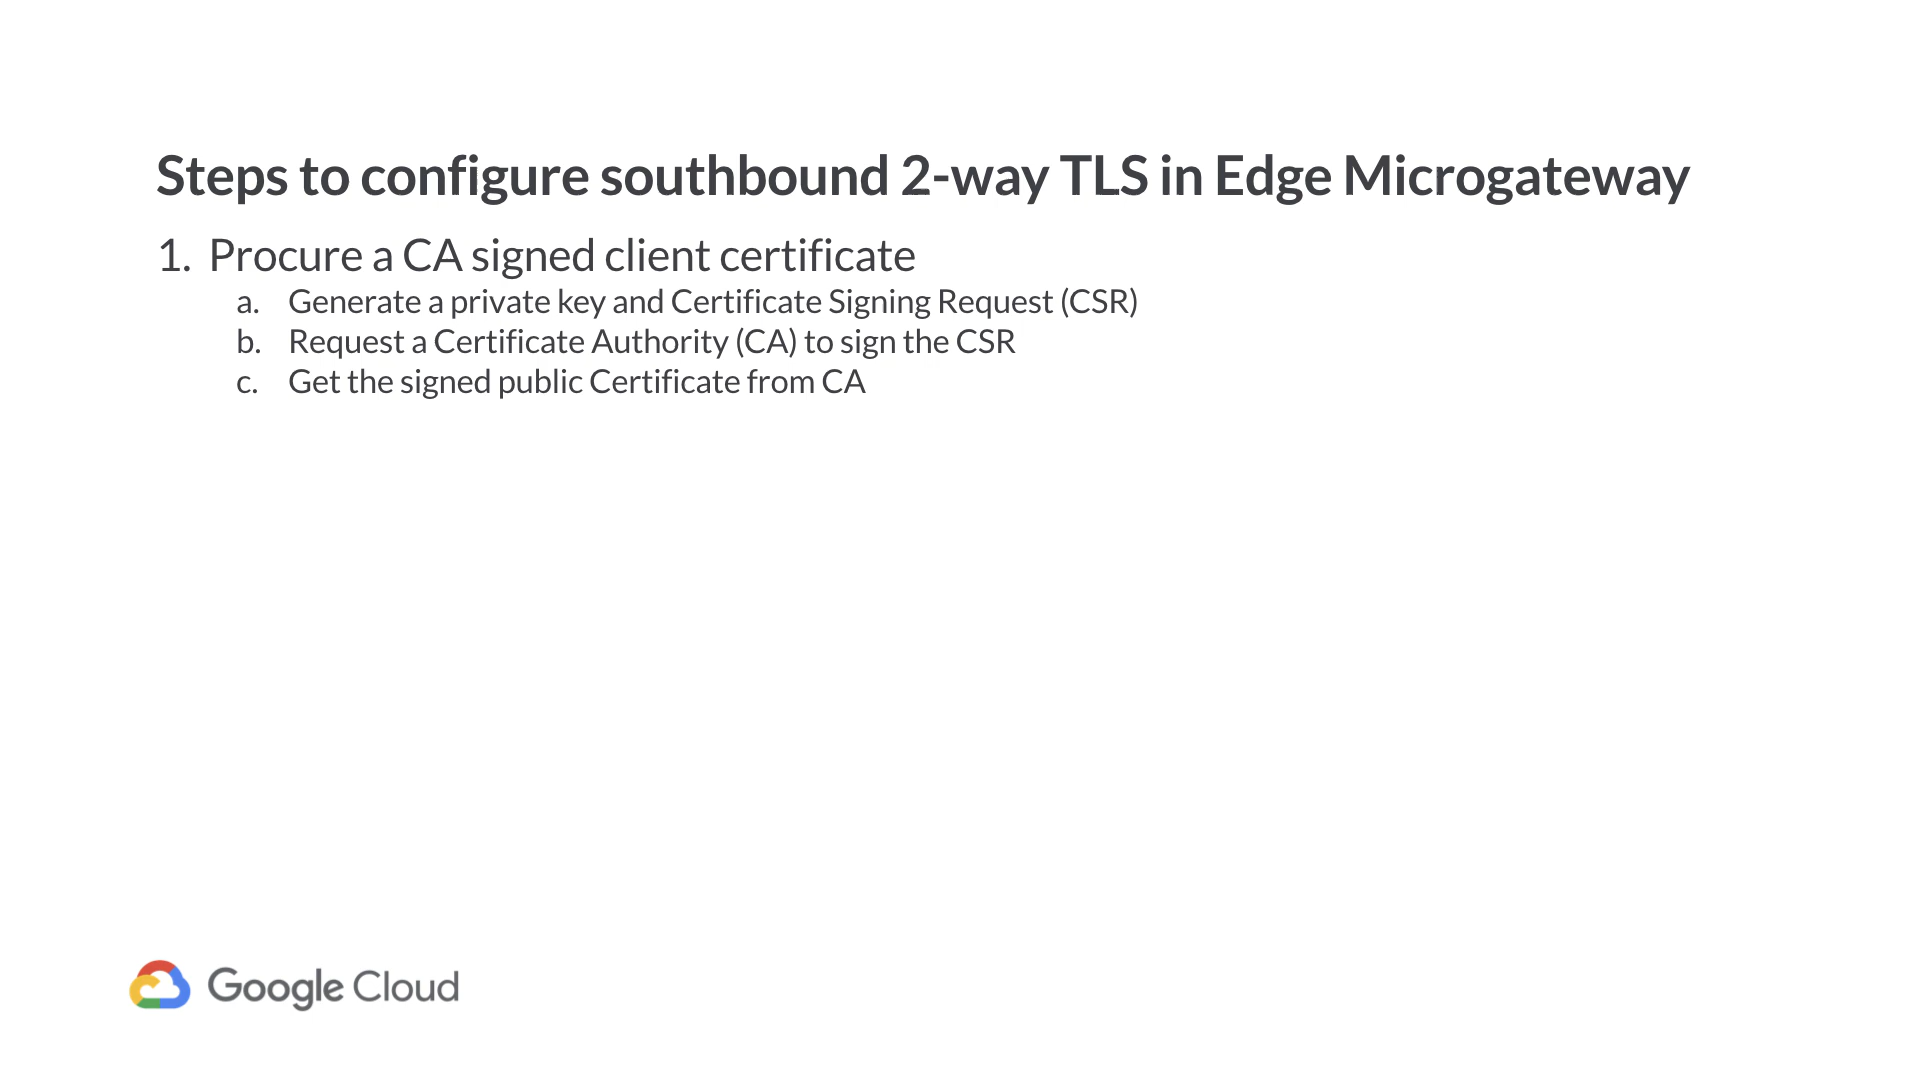 Steps to configure southbound 2-way TLS in Edge Microgateway
1. Procure a CA signed client certificate
a. Generate a private key and Certificate Signing Request (CSR)
b. Request a Certificate Authority (CA) to sign the CSR
c. Get the signed public Certificate from CA
Google Cloud